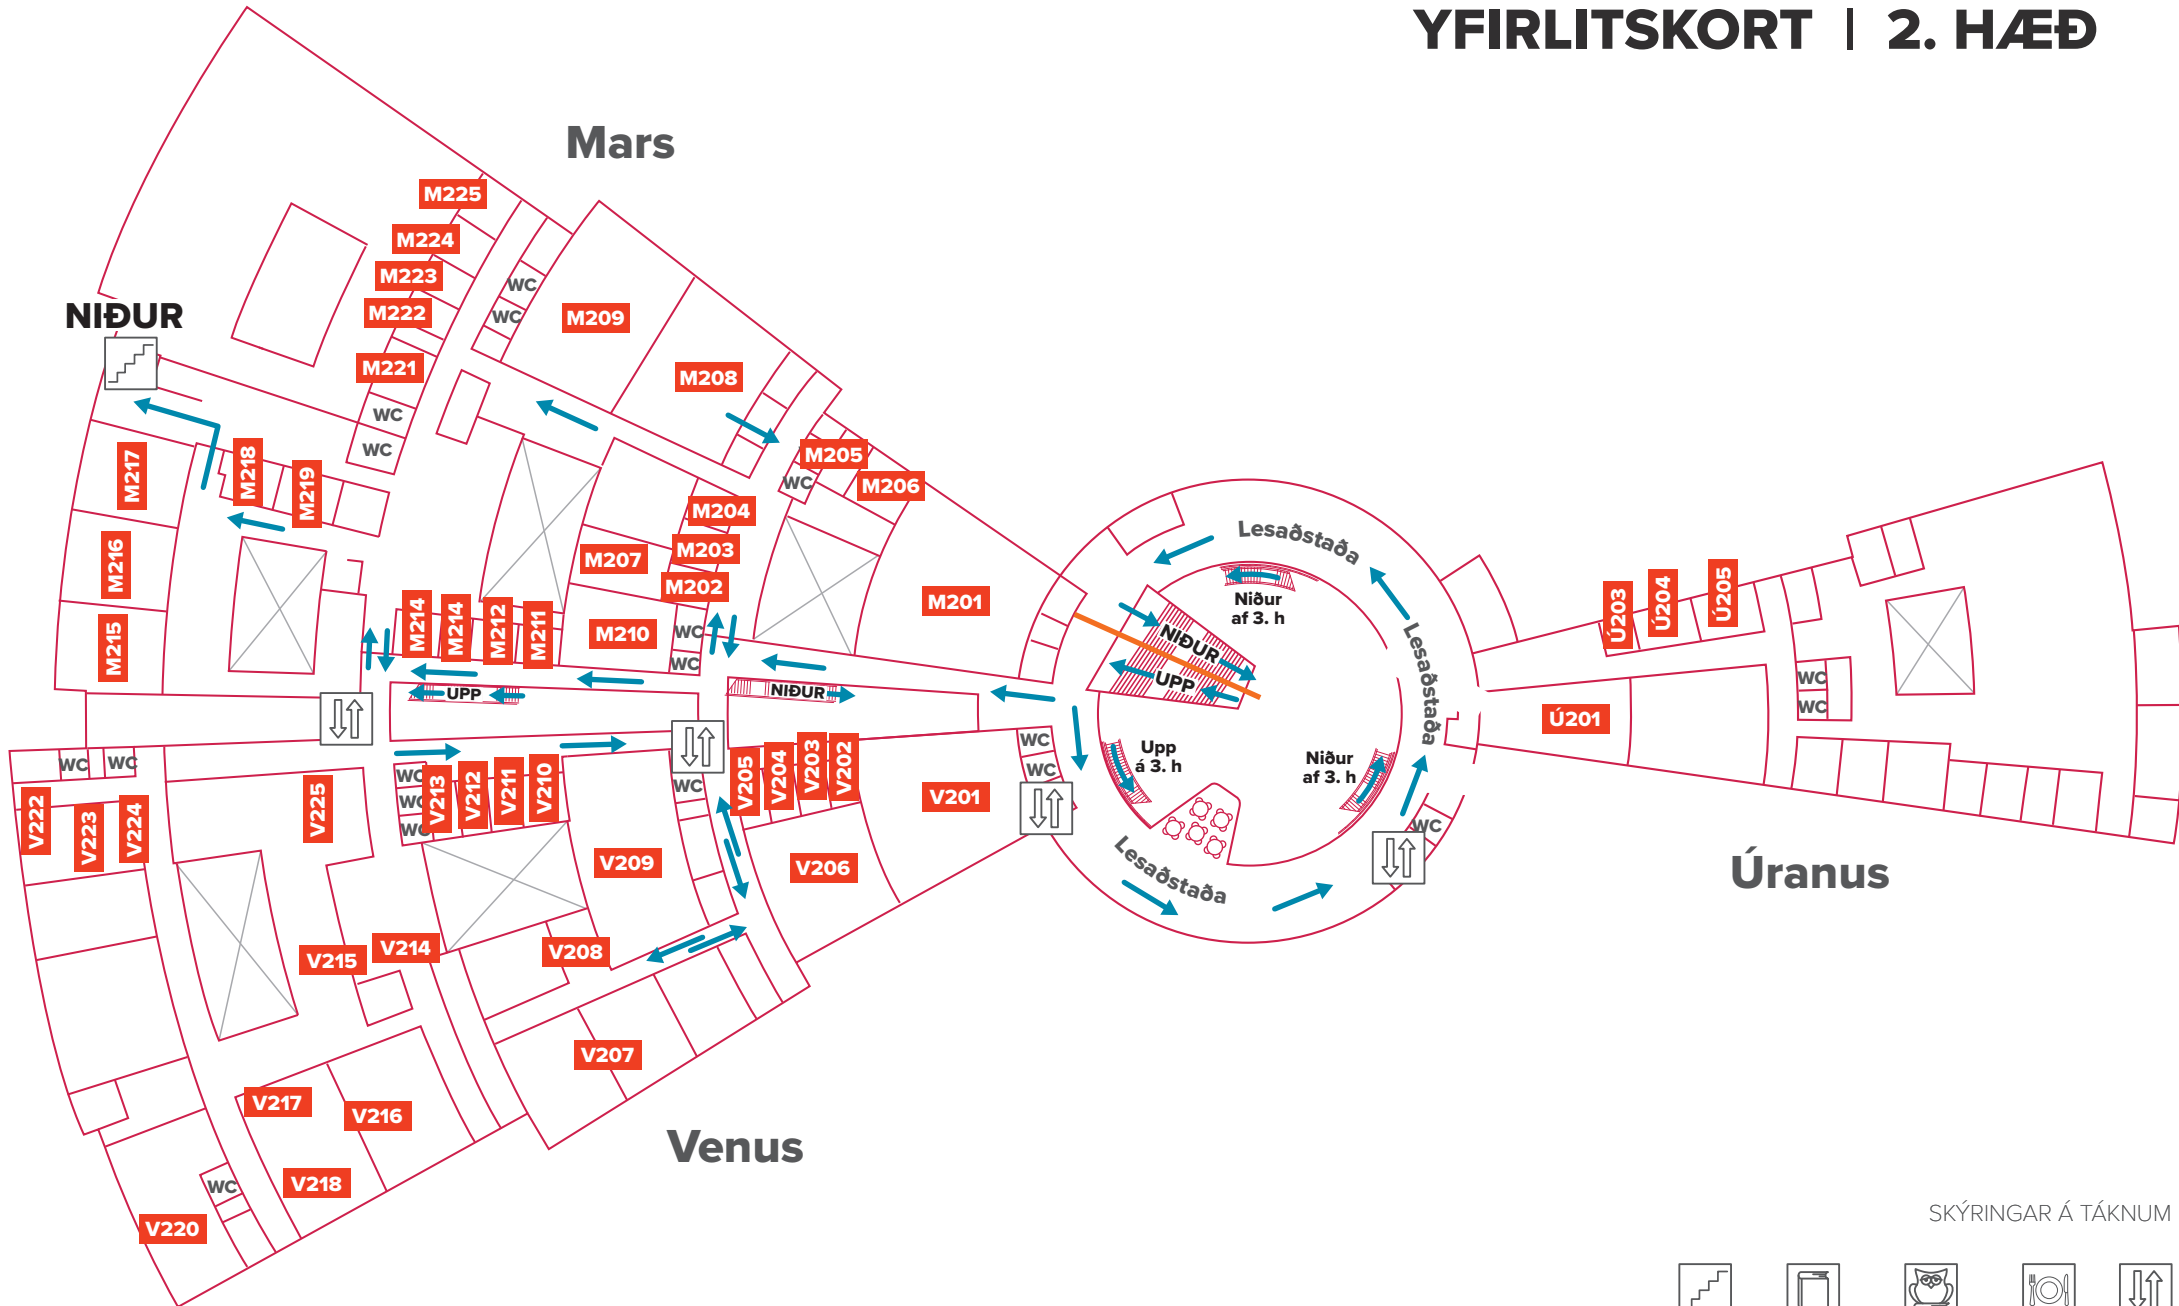 YFIRLITSKORT | 2. HÆÐ
Mars
M225
M224
M223
M222
M221
WC
WC
WC
WC
M209
M208
NIÐUR
M217
M218
M219
M216
M215
M205
M206
WC
M204
M203
M202
M207
M210
WC
WC
M201
M214
M214
M212
M211
UPP
NIÐUR
Lesaðstaða
Niður
af 3. h
NIÐUR
UPP
Lesaðstaða
Upp
á 3. h
Niður
af 3. h
Lesaðstaða
WC
Ú203
Ú204
Ú205
Ú201
WC
WC
Úranus
WC
WC
V222
V223
V224
V225
WC
WC
WC
V213
V212
V211
V210
WC
V205
V204
V203
V202
V201
WC
WC
V209
V206
V215
V214
V208
V207
V217
V216
V218
WC
V220
Venus
SKÝRINGAR Á TÁKNUM